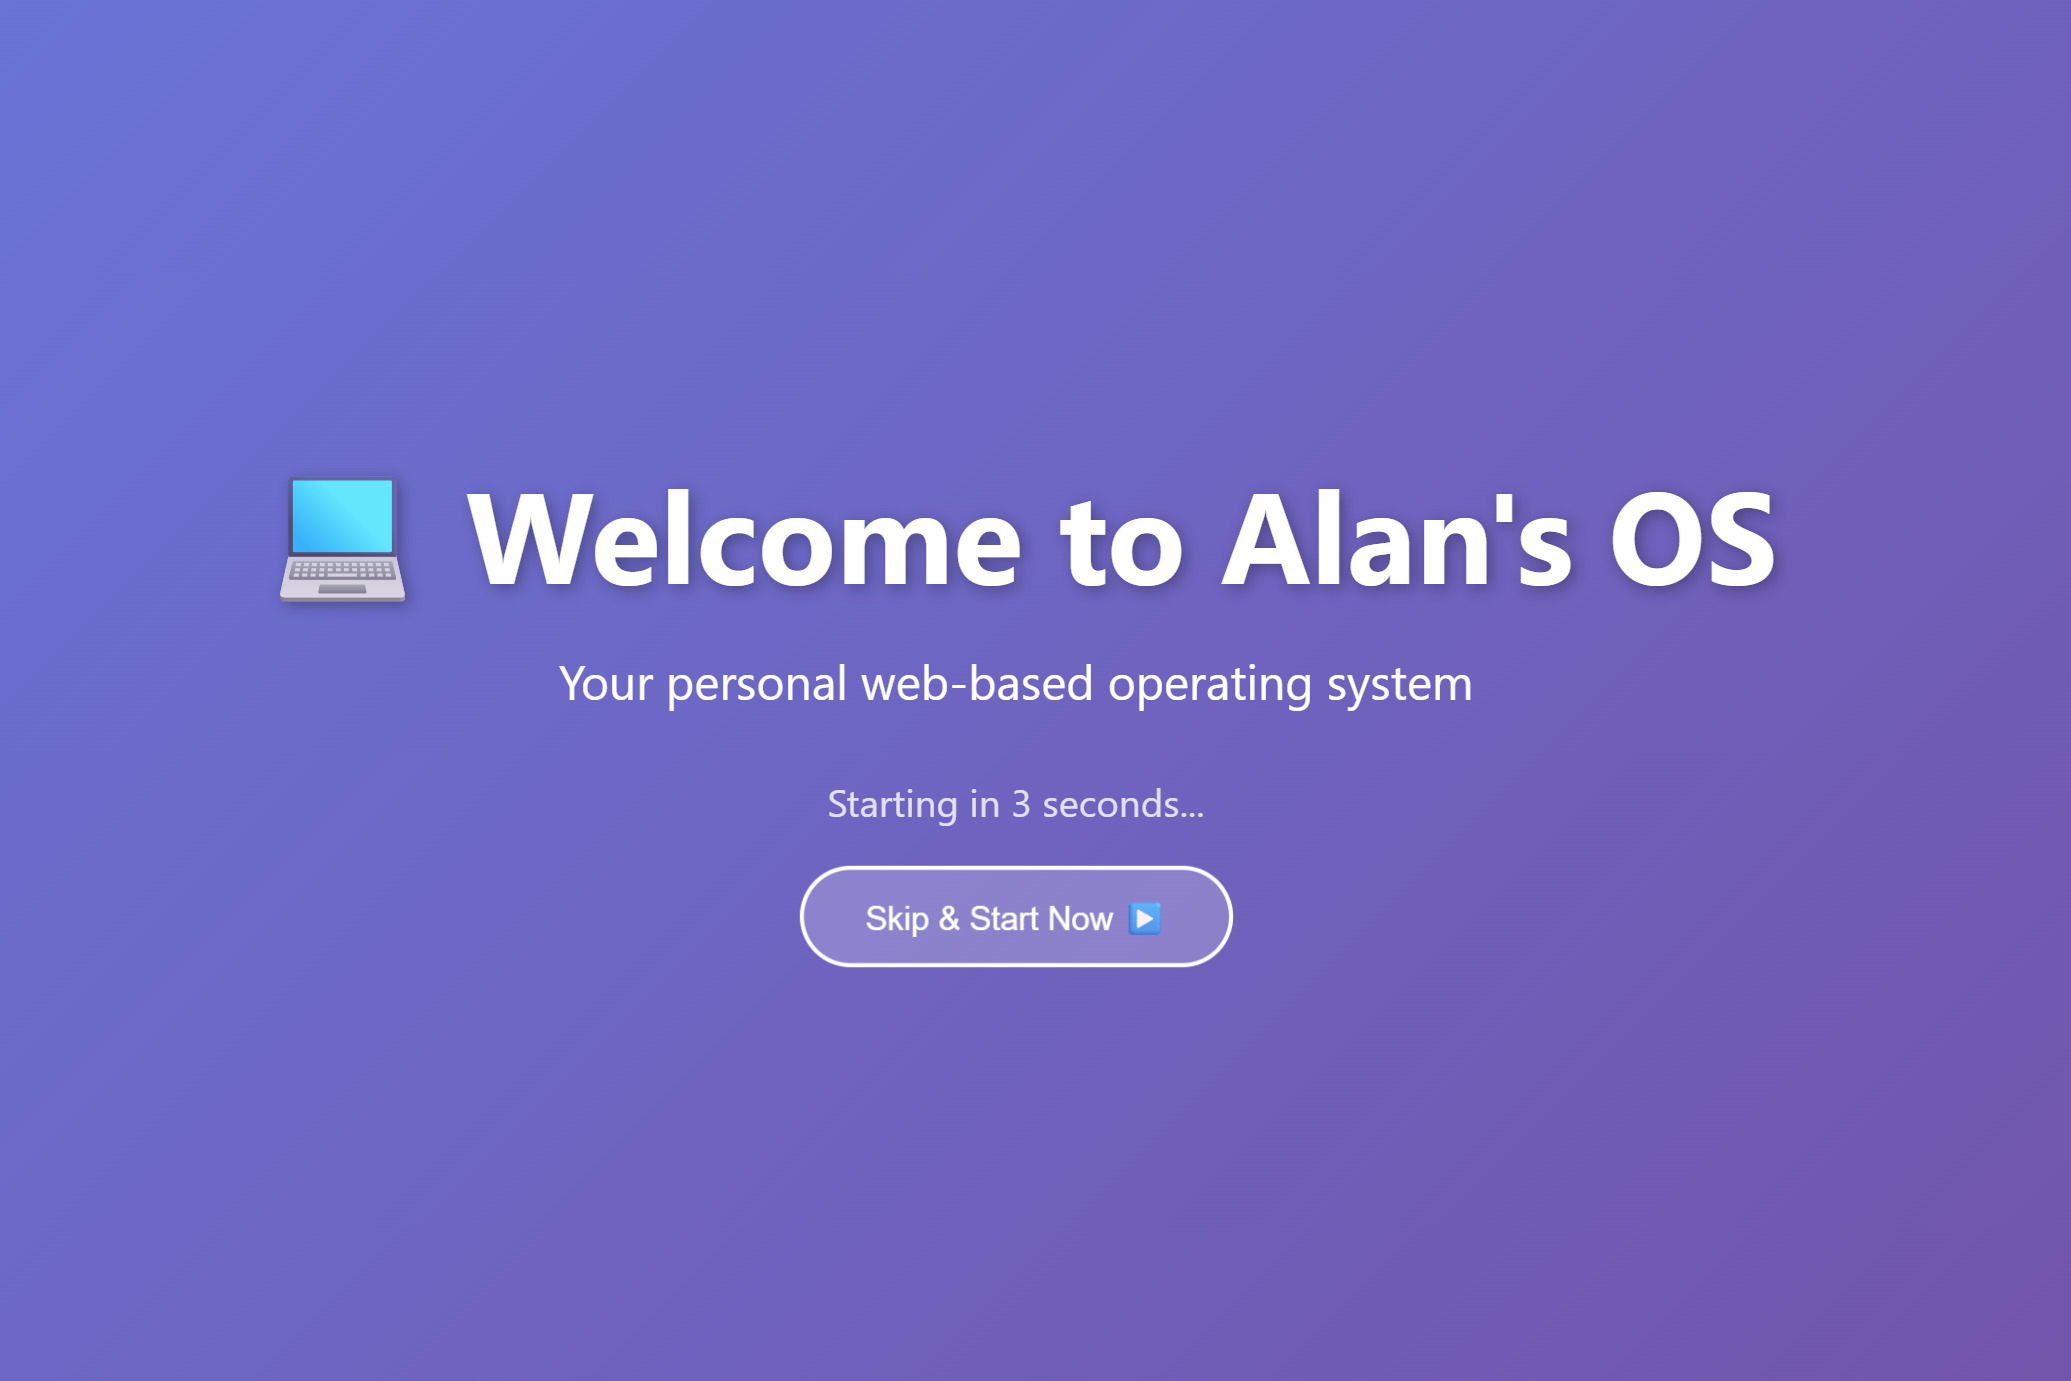 Welcome to Alan's OS
Your personal web-based operating system
Starting in 3 seconds...
Skip & Start Now